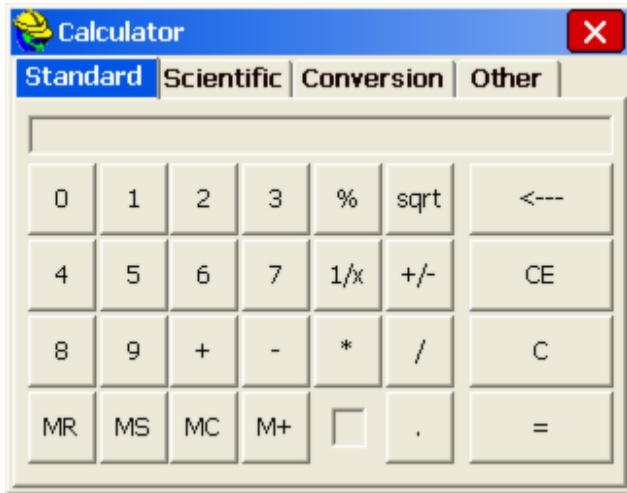 Calculator
Standard Scientific Conversion Other
0 1 2 3 % sqrt <---
4 5 6 7 1/x +/- CE
8 9 + - * / C
MR MS MC M+ . =